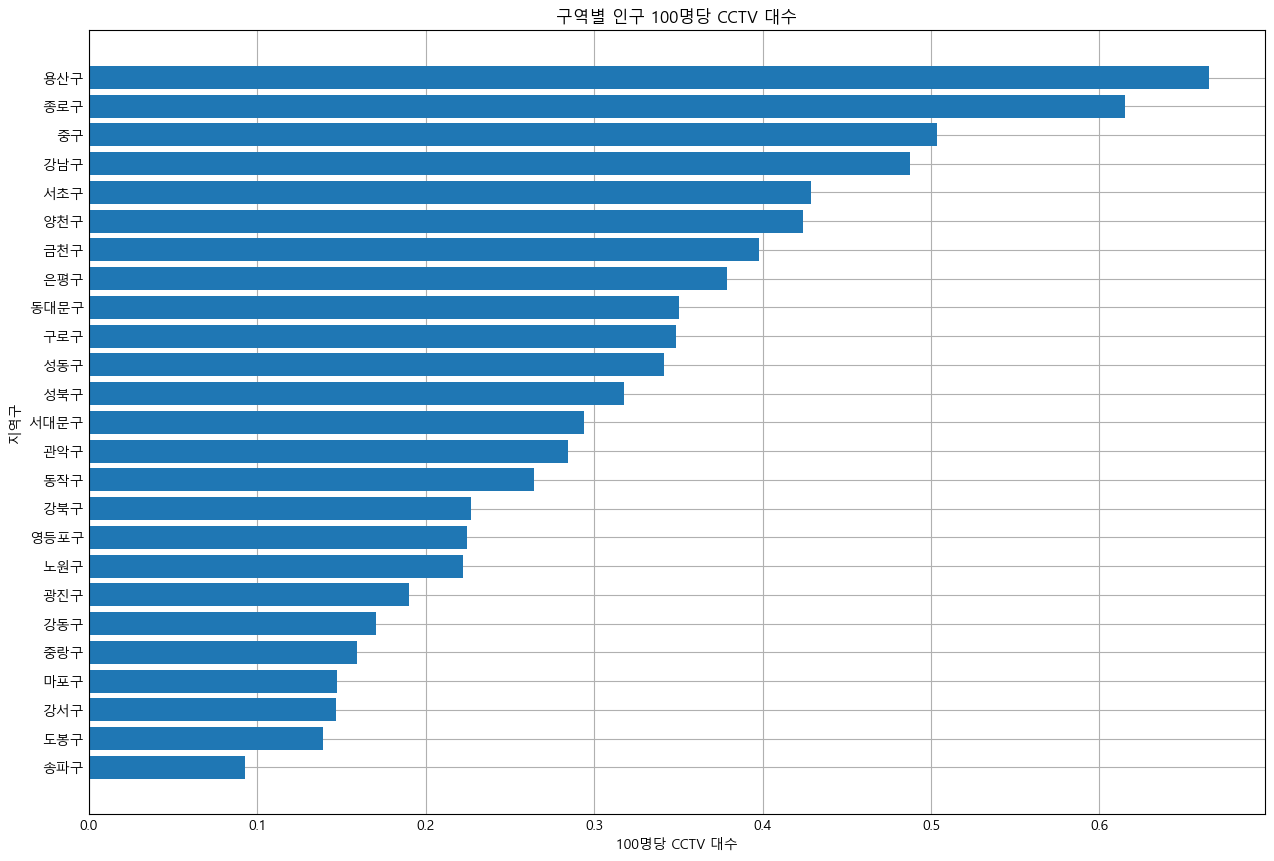 구역별 인구 100명당 CCTV 대수
용산구
종로구
중구
강남구
서초구
양천구
금천구
은평구
동대문구
구로구
성동구
성북구
서대문구
관악구
동작구
강북구
영등포구
노원구
광진구
강동구
중랑구
마포구
강서구
도봉구
송파구
지역구
0.0 0.1 0.2 0.3 0.4 0.5 0.6
100명당 CCTV 대수